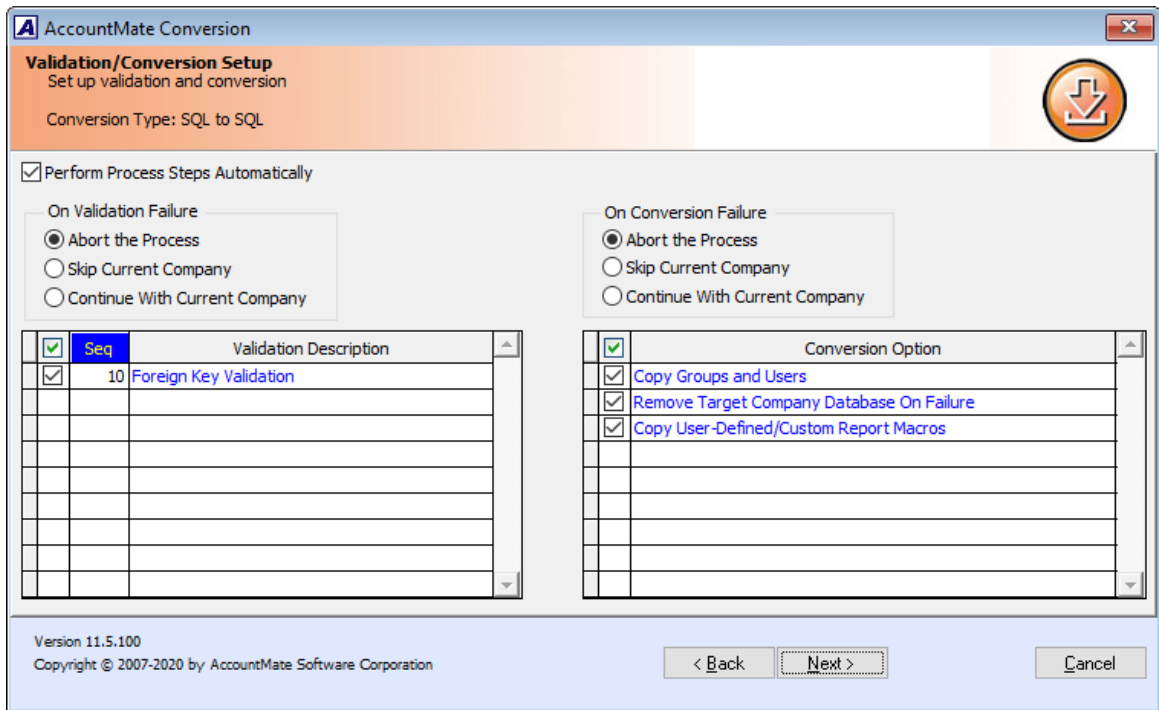 AccountMate Conversion
Validation/Conversion Setup
Set up validation and conversion
Conversion Type: SQL to SQL
Perform Process Steps Automatically
On Validation Failure
Abort the Process
Skip Current Company
Continue With Current Company
On Conversion Failure
Abort the Process
Skip Current Company
Continue With Current Company
Seq Validation Description
10 Foreign Key Validation
Conversion Option
Copy Groups and Users
Remove Target Company Database On Failure
Copy User-Defined/Custom Report Macros
Version 11.5.100
Copyright © 2007-2020 by AccountMate Software Corporation
< Back Next > Cancel